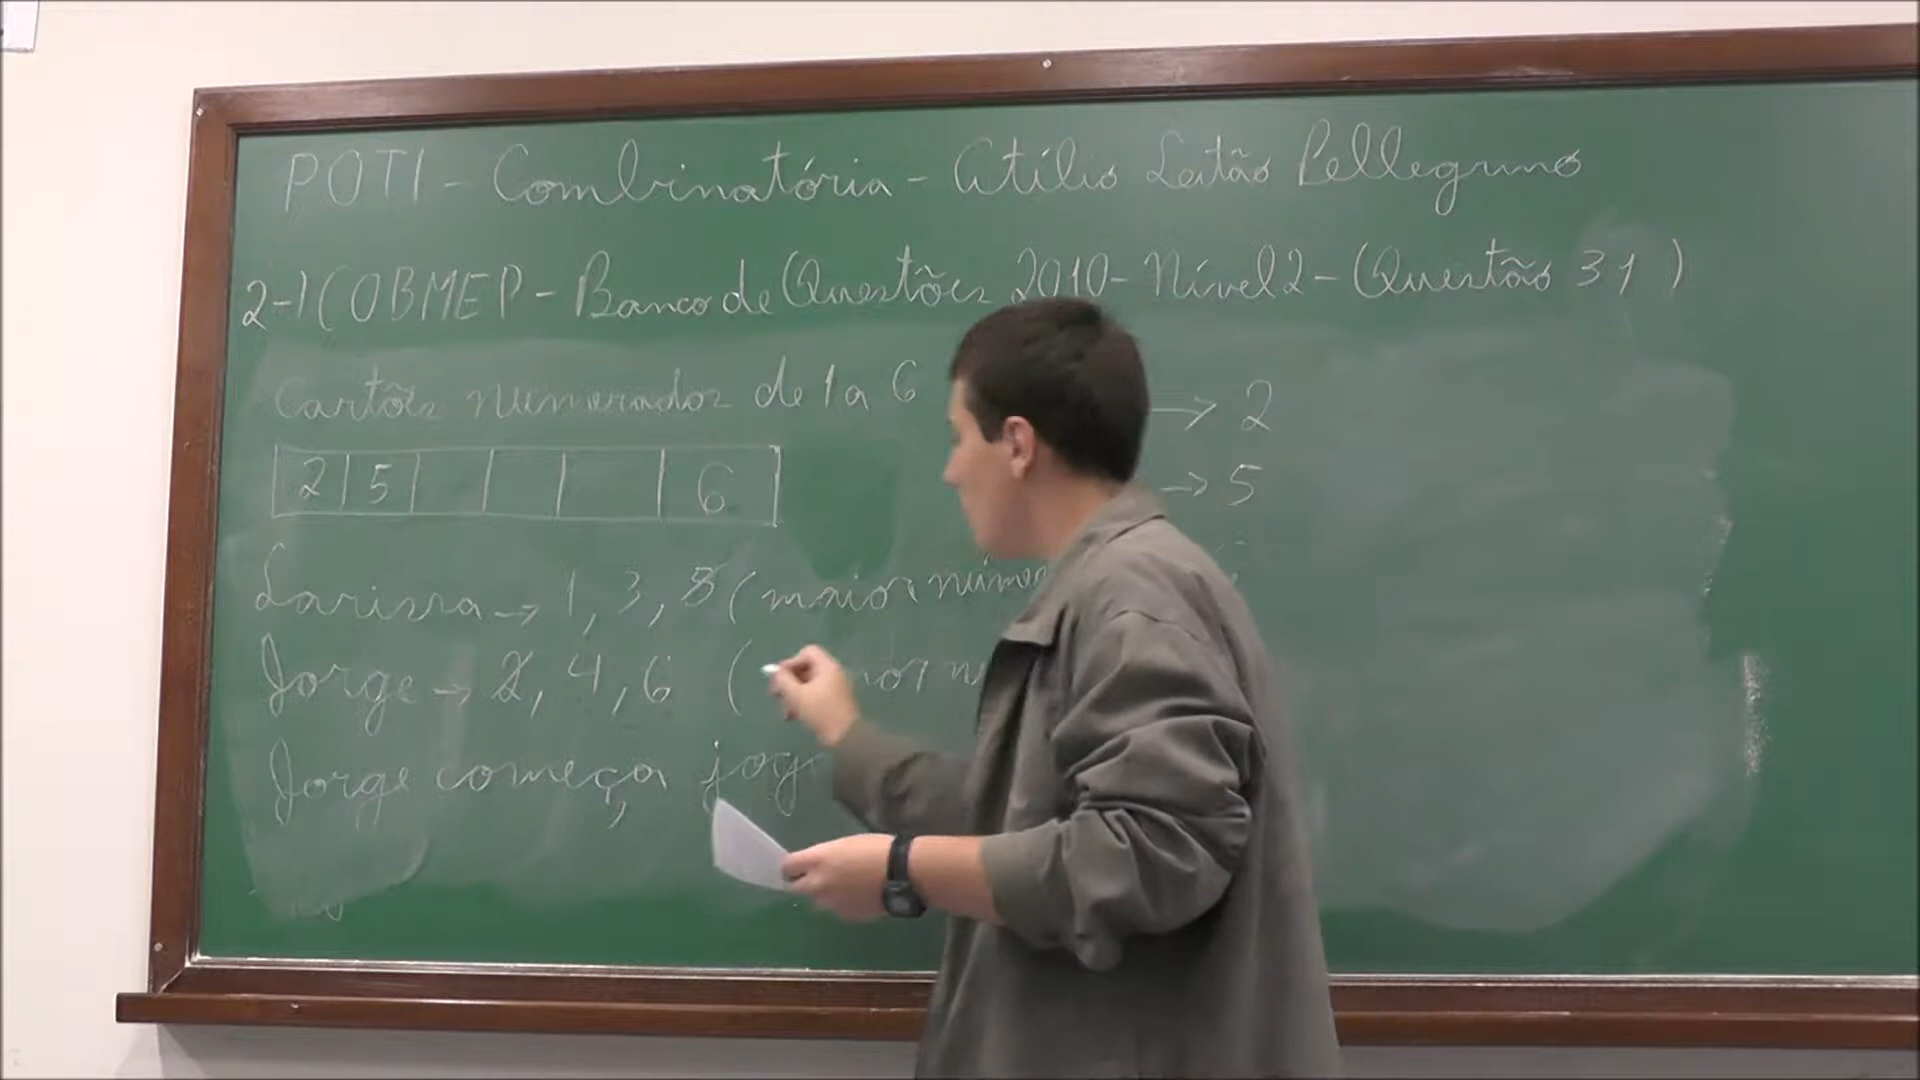 POTI - Combinatória - Atílio Leitão Pellegrino
2-) (OBMEP - Banco de Questões 2010 - Nível 2 - (Questão 31)
Cartões numerados de 1 a 6
→ 2
2 5 6
→ 5
Larissa → 1, 3, 5 (maior
Jorge → 2, 4, 6 (
Jorge começa